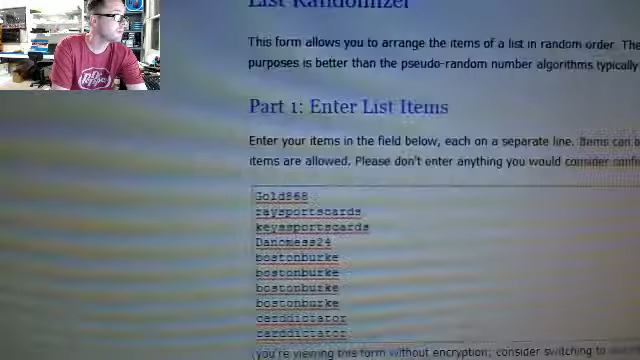 List Randomizer
This form allows you to arrange the items of a list in random order. The
purposes is better than the pseudo-random number algorithms typically
Part 1: Enter List Items
Enter your items in the field below, each on a separate line. Items can b
items are allowed. Please don't enter anything you would consider conf
Gold868
raysportscards
keyssportscards
Danomess24
bostonburke
bostonburke
bostonburke
bostonburke
carddictator
carddictator
(you're viewing this form without encryption; consider switching to
Dr Pepper